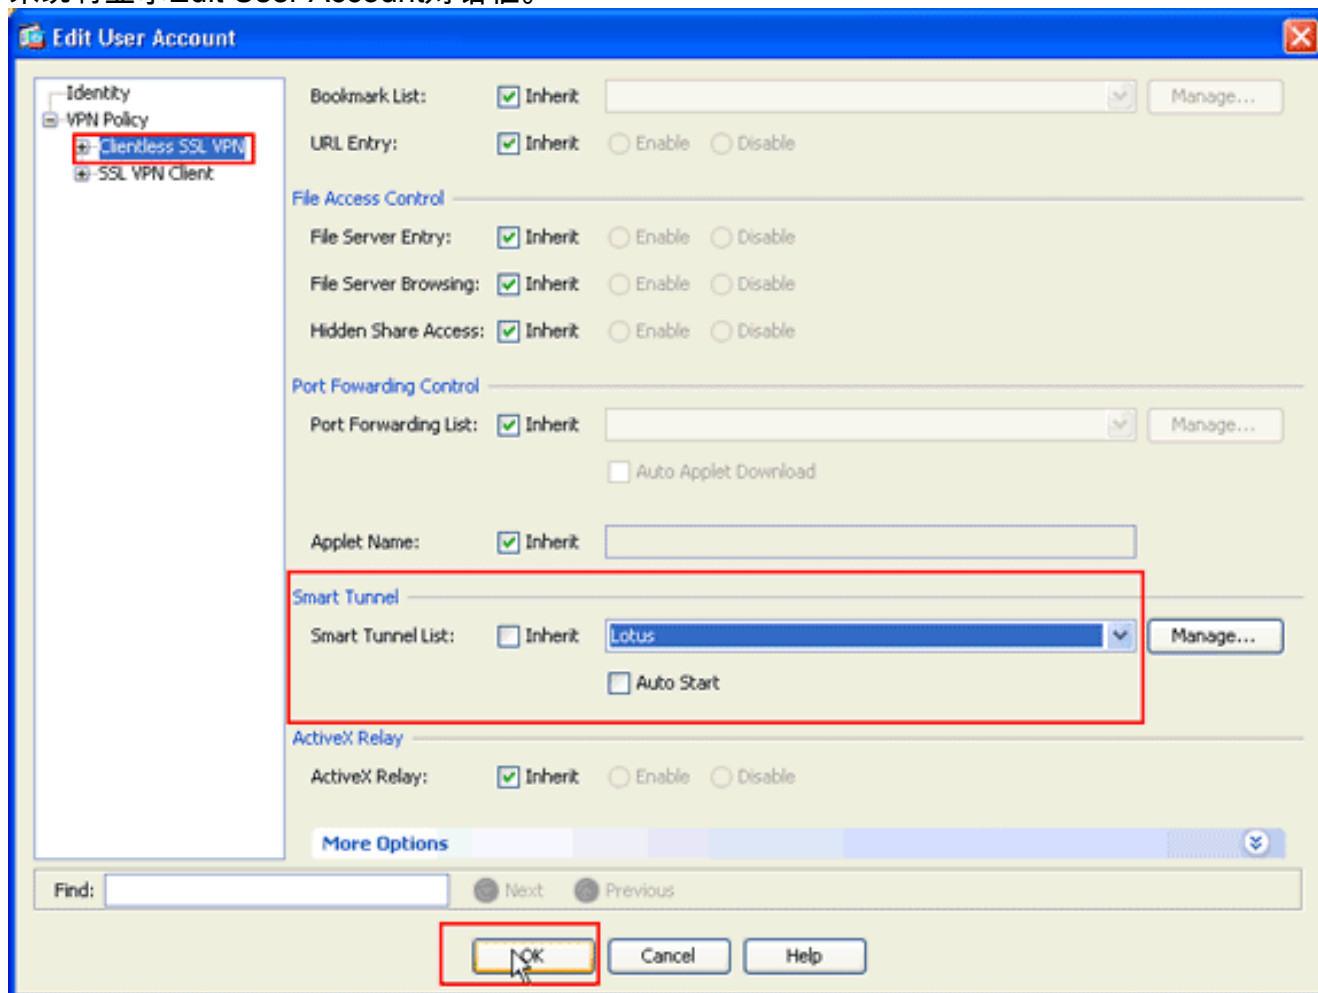 Edit User Account
Identity
VPN Policy
Clientless SSL VPN
SSL VPN Client
Bookmark List: Inherit Manage...
URL Entry: Inherit Enable Disable
File Access Control
File Server Entry: Inherit Enable Disable
File Server Browsing: Inherit Enable Disable
Hidden Share Access: Inherit Enable Disable
Port Fowarding Control
Port Forwarding List: Inherit Manage...
Auto Applet Download
Applet Name: Inherit
Smart Tunnel
Smart Tunnel List: Inherit Lotus Manage...
Auto Start
ActiveX Relay
ActiveX Relay: Inherit Enable Disable
More Options
Find: Next Previous
OK Cancel Help